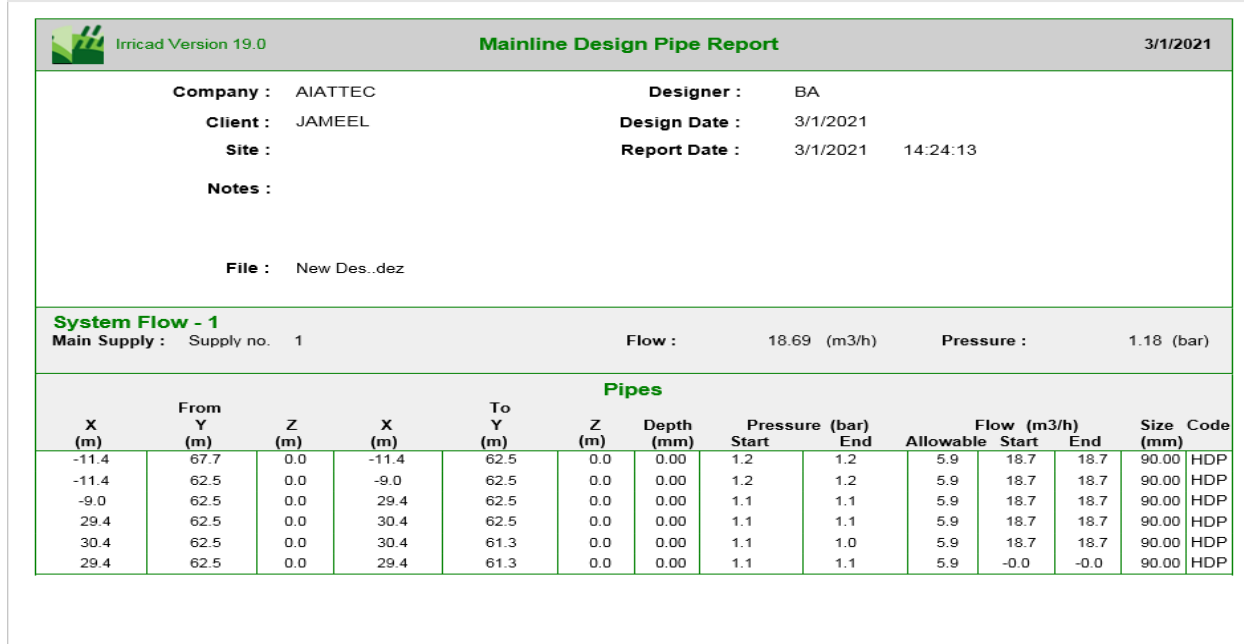 Irricad Version 19.0 Mainline Design Pipe Report 3/1/2021
Company : AIATTEC Designer : BA
Client : JAMEEL Design Date : 3/1/2021
Site : Report Date : 3/1/2021 14:24:13
Notes :
File : New Des..dez
System Flow - 1
Main Supply : Supply no. 1 Flow : 18.69 (m3/h) Pressure : 1.18 (bar)
Pipes
From To
X Y Z X Y Z Depth Pressure (bar) Flow (m3/h) Size Code
(m) (m) (m) (m) (m) (m) (mm) Start End Allowable Start End (mm)
-11.4 67.7 0.0 -11.4 62.5 0.0 0.00 1.2 1.2 5.9 18.7 18.7 90.00 HDP
-11.4 62.5 0.0 -9.0 62.5 0.0 0.00 1.2 1.2 5.9 18.7 18.7 90.00 HDP
-9.0 62.5 0.0 29.4 62.5 0.0 0.00 1.1 1.1 5.9 18.7 18.7 90.00 HDP
29.4 62.5 0.0 30.4 62.5 0.0 0.00 1.1 1.1 5.9 18.7 18.7 90.00 HDP
30.4 62.5 0.0 30.4 61.3 0.0 0.00 1.1 1.0 5.9 18.7 18.7 90.00 HDP
29.4 62.5 0.0 29.4 61.3 0.0 0.00 1.1 1.1 5.9 -0.0 -0.0 90.00 HDP